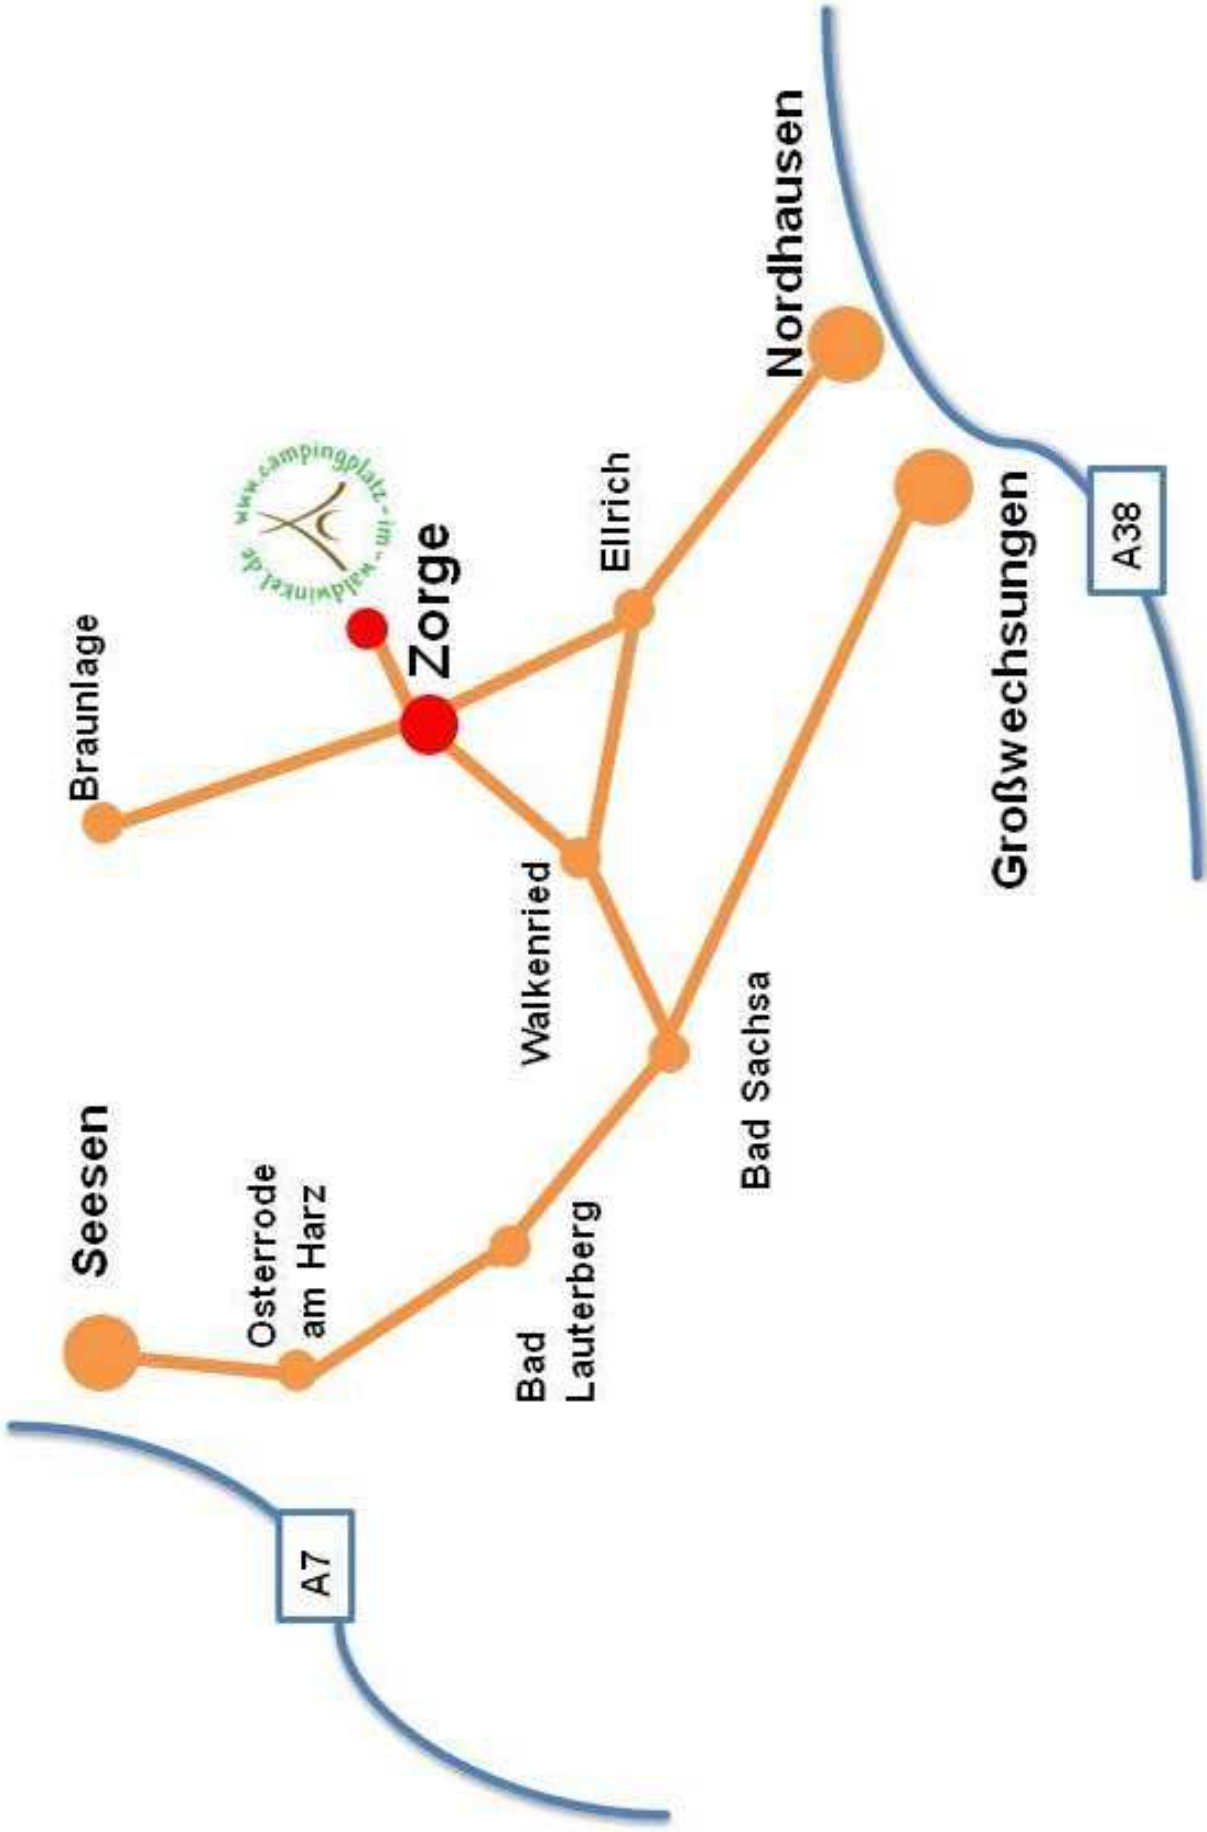 Seesen
Braunlage
www.campingplatz-im-waldwinkel.de
Osterrode
am Harz
Zorge
A7
Walkenried
Ellrich
Bad
Lauterberg
Bad Sachsa
Nordhausen
Großwechsungen
A38